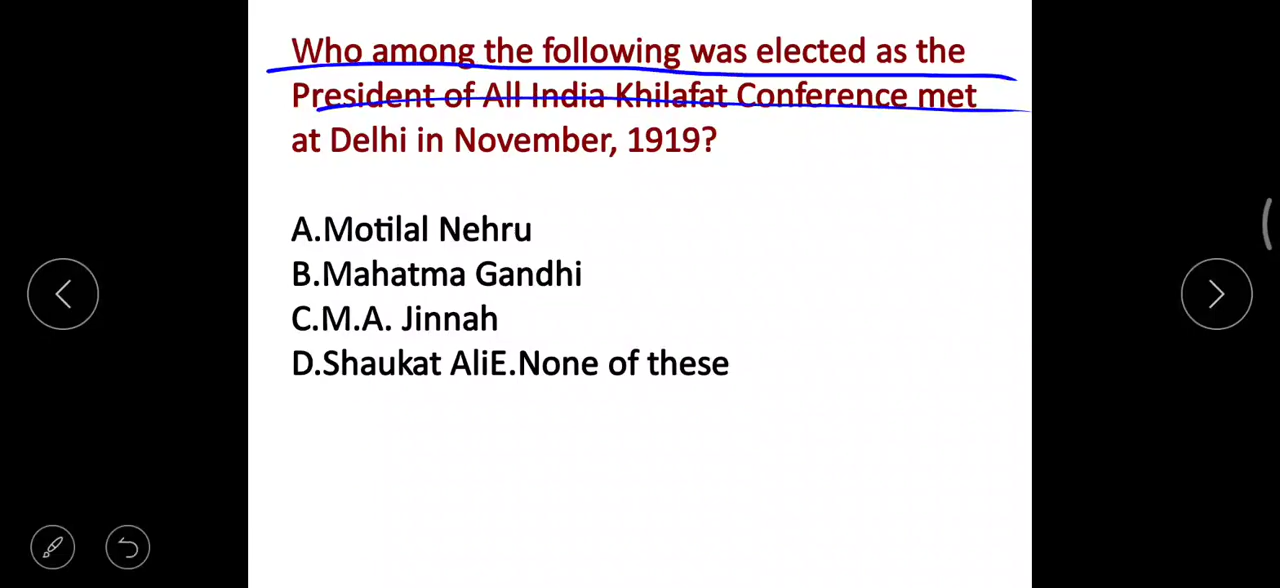 Who among the following was elected as the
President of All India Khilafat Conference met
at Delhi in November, 1919?
A.Motilal Nehru
B.Mahatma Gandhi
C.M.A. Jinnah
D.Shaukat AliE.None of these